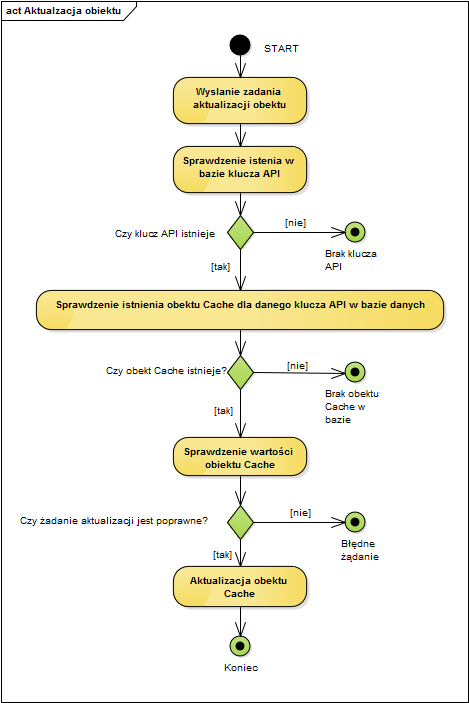 act Aktualzacja obiektu
START
Wyslanie zadania
aktualizacji obektu
Sprawdzenie istenia w
bazie klucza API
Czy klucz API istnieje
[nie]
Brak klucza
API
[tak]
Sprawdzenie istnienia obektu Cache dla danego klucza API w bazie danych
Czy obekt Cache istnieje?
[nie]
Brak obektu
Cache w
bazie
[tak]
Sprawdzenie wartości
obiektu Cache
Czy żadanie aktualizacji jest poprawne?
[nie]
Błędne
żądanie
[tak]
Aktualizacja obektu
Cache
Koniec